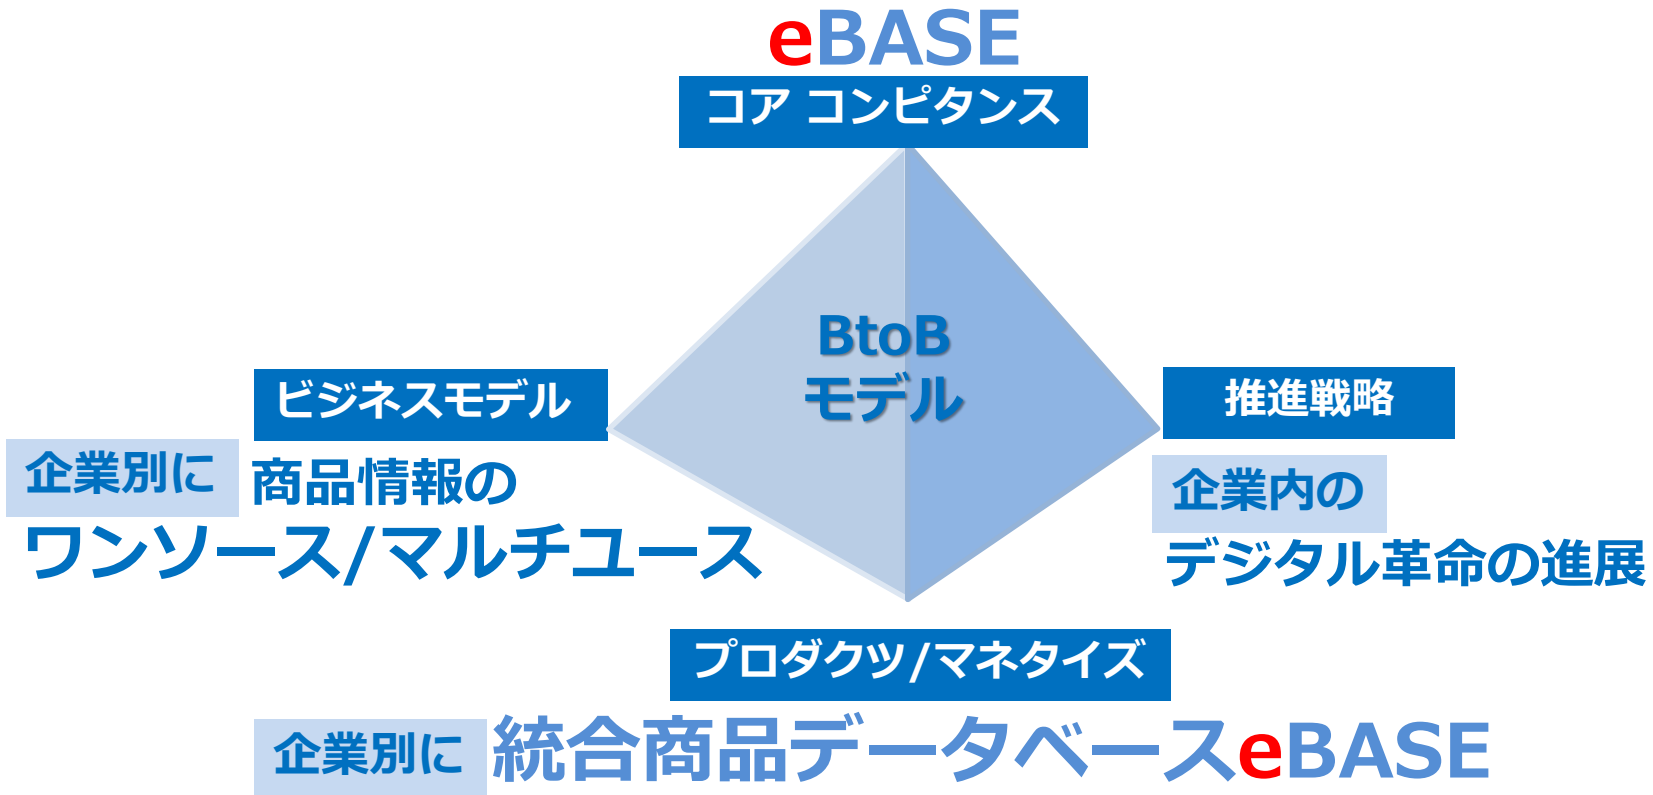 eBASE
コア コンピタンス
BtoB
モデル
ビジネスモデル
企業別に 商品情報の
ワンソース/マルチユース
推進戦略
企業内の
デジタル革命の進展
プロダクツ/マネタイズ
企業別に 統合商品データベースeBASE